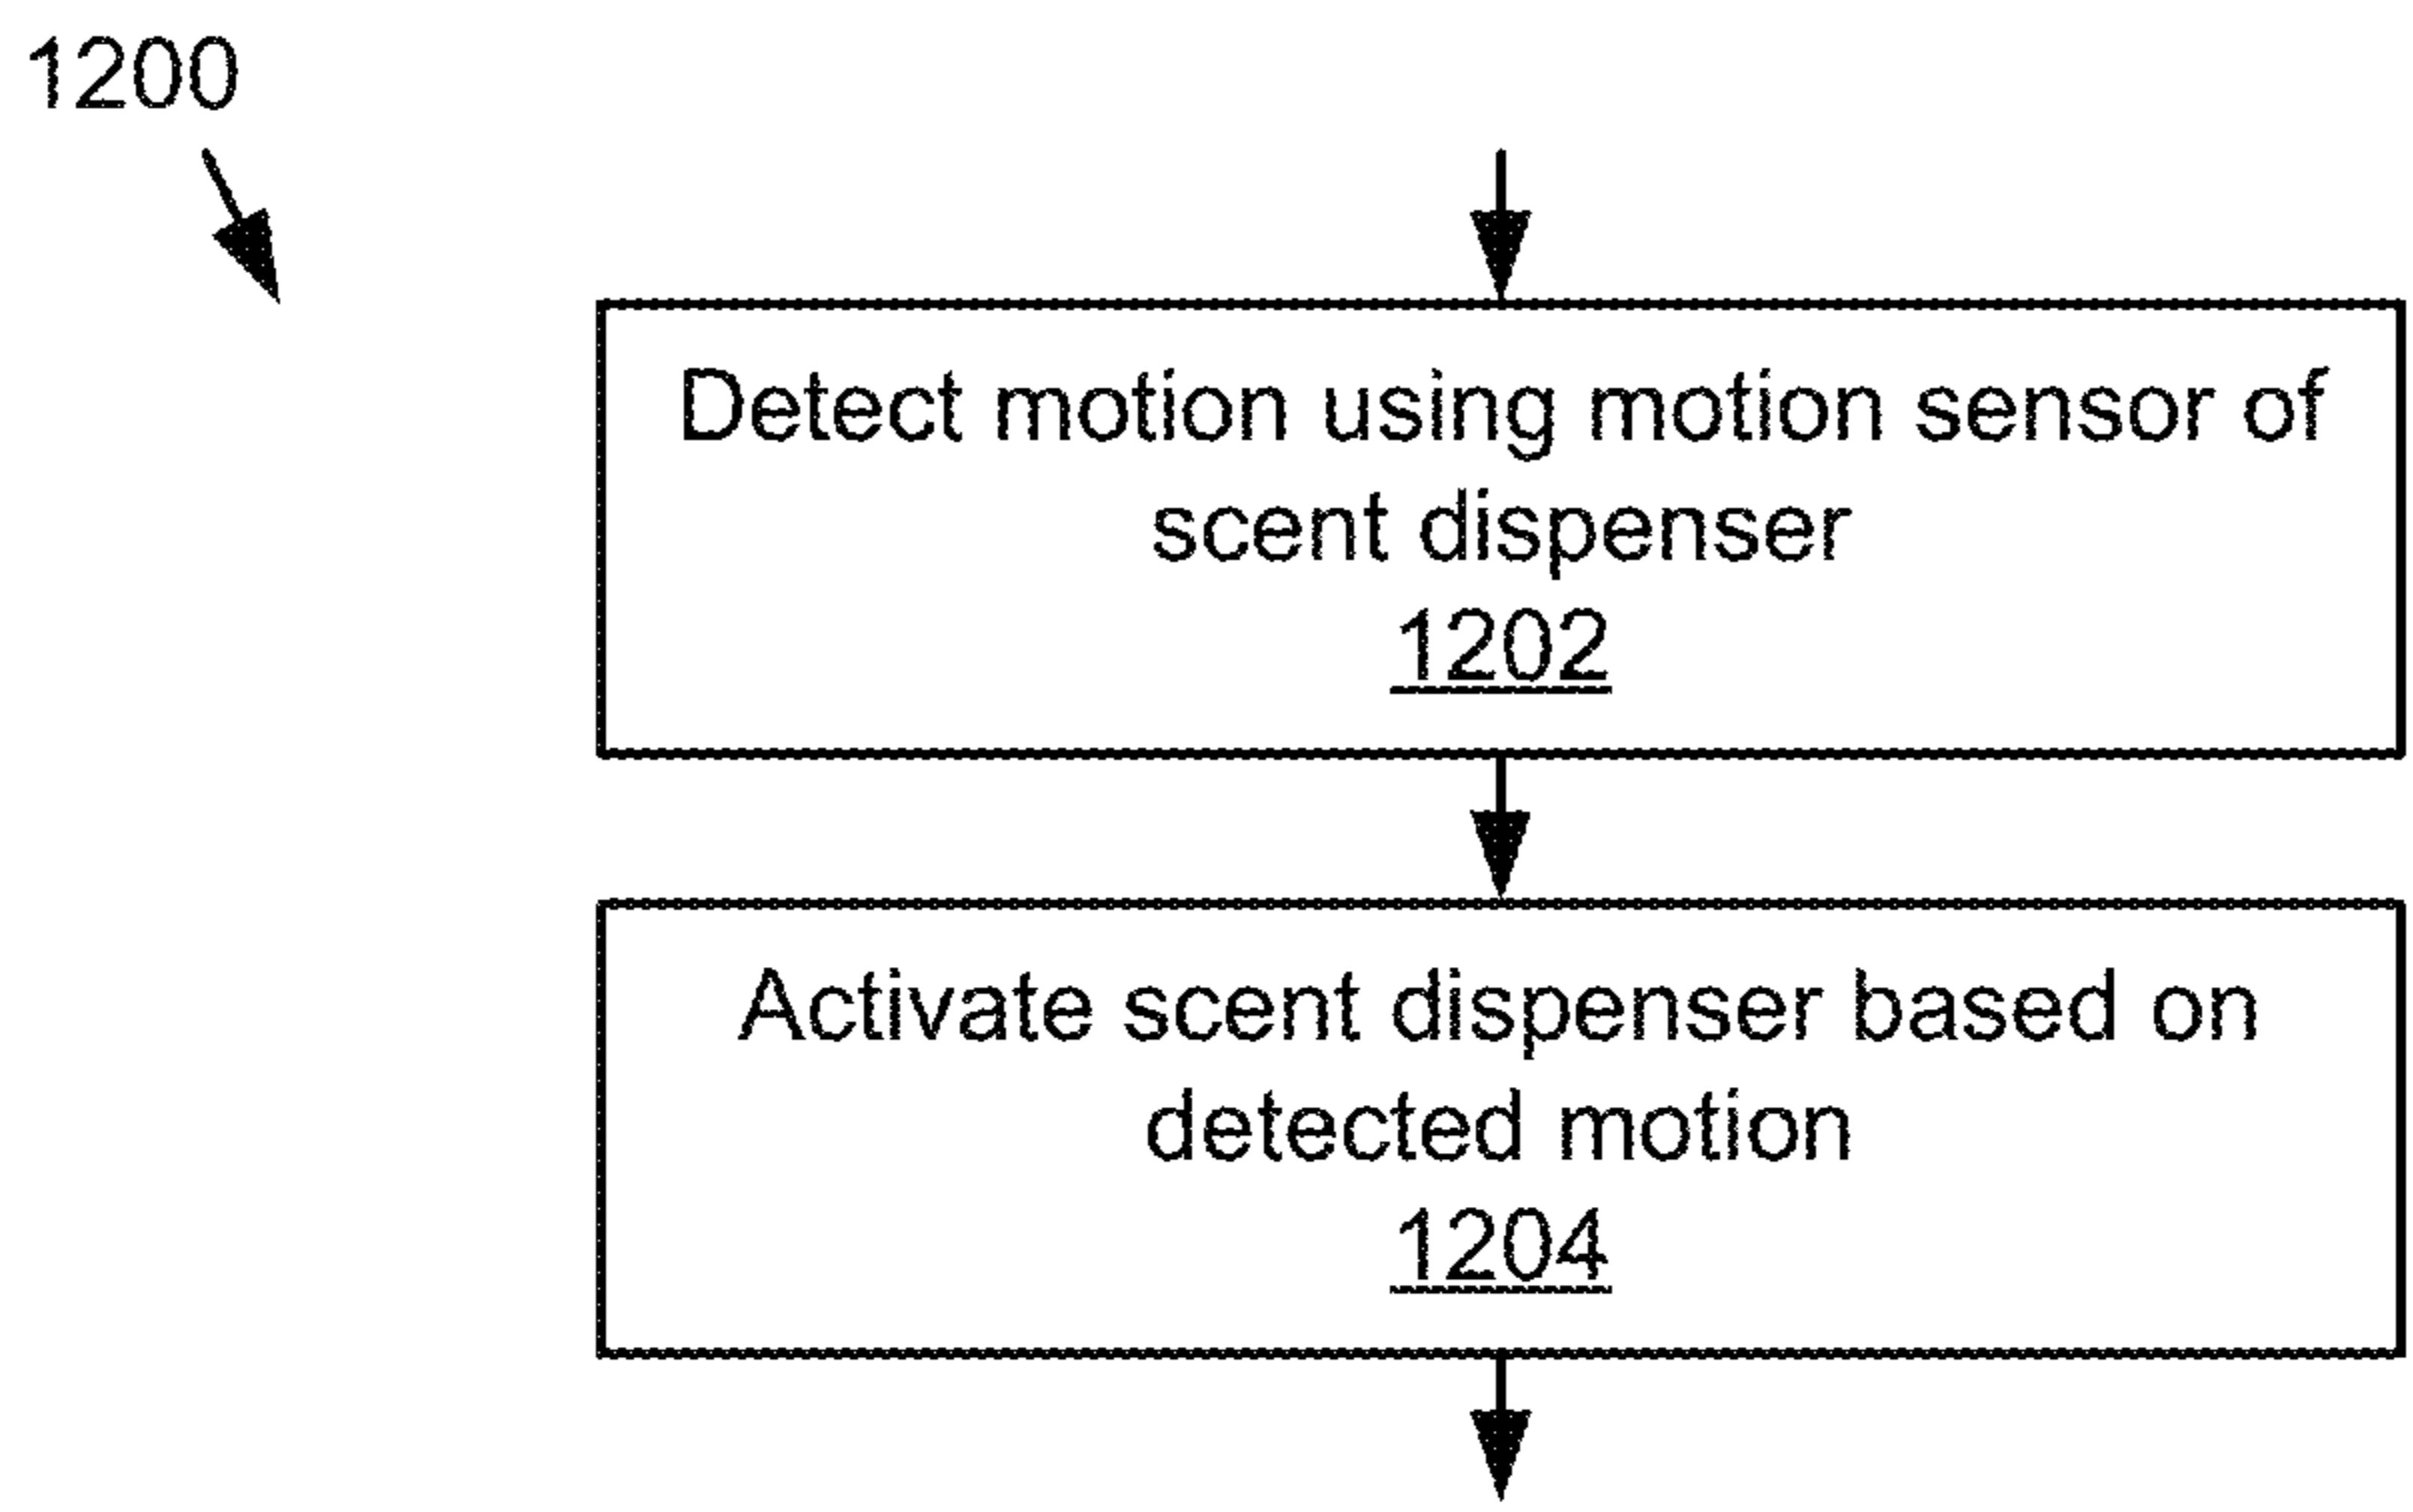 1200
Detect motion using motion sensor of
scent dispenser
1202
Activate scent dispenser based on
detected motion
1204